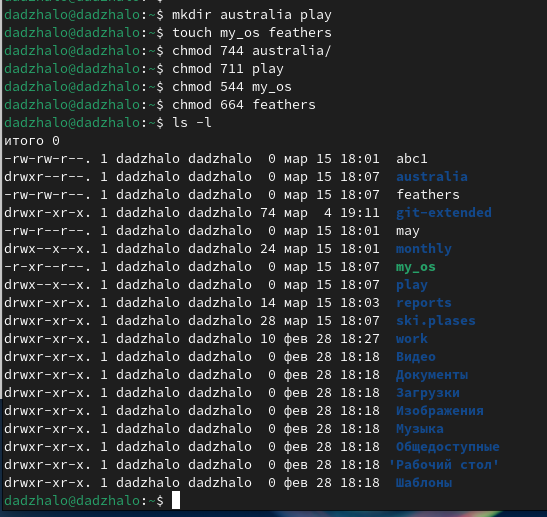 dadzhalo@dadzhalo:~$ mkdir australia play
dadzhalo@dadzhalo:~$ touch my_os feathers
dadzhalo@dadzhalo:~$ chmod 744 australia/
dadzhalo@dadzhalo:~$ chmod 711 play
dadzhalo@dadzhalo:~$ chmod 544 my_os
dadzhalo@dadzhalo:~$ chmod 664 feathers
dadzhalo@dadzhalo:~$ ls -l
итого 0
-rw-rw-r--. 1 dadzhalo dadzhalo  0 мар 15 18:01  abc1
drwxr--r--. 1 dadzhalo dadzhalo  0 мар 15 18:07  australia
-rw-rw-r--. 1 dadzhalo dadzhalo  0 мар 15 18:07  feathers
drwxr-xr-x. 1 dadzhalo dadzhalo 74 мар  4 19:11  git-extended
-rw-r--r--. 1 dadzhalo dadzhalo  0 мар 15 18:01  may
drwx--x--x. 1 dadzhalo dadzhalo 24 мар 15 18:01  monthly
-r-xr--r--. 1 dadzhalo dadzhalo  0 мар 15 18:07  my_os
drwx--x--x. 1 dadzhalo dadzhalo  0 мар 15 18:07  play
drwxr-xr-x. 1 dadzhalo dadzhalo 14 мар 15 18:03  reports
drwxr-xr-x. 1 dadzhalo dadzhalo 28 мар 15 18:07  ski.plases
drwxr-xr-x. 1 dadzhalo dadzhalo 10 фев 28 18:27  work
drwxr-xr-x. 1 dadzhalo dadzhalo  0 фев 28 18:18  Видео
drwxr-xr-x. 1 dadzhalo dadzhalo  0 фев 28 18:18  Документы
drwxr-xr-x. 1 dadzhalo dadzhalo  0 фев 28 18:18  Загрузки
drwxr-xr-x. 1 dadzhalo dadzhalo  0 фев 28 18:18  Изображения
drwxr-xr-x. 1 dadzhalo dadzhalo  0 фев 28 18:18  Музыка
drwxr-xr-x. 1 dadzhalo dadzhalo  0 фев 28 18:18  Общедоступные
drwxr-xr-x. 1 dadzhalo dadzhalo  0 фев 28 18:18 'Рабочий стол'
drwxr-xr-x. 1 dadzhalo dadzhalo  0 фев 28 18:18  Шаблоны
dadzhalo@dadzhalo:~$